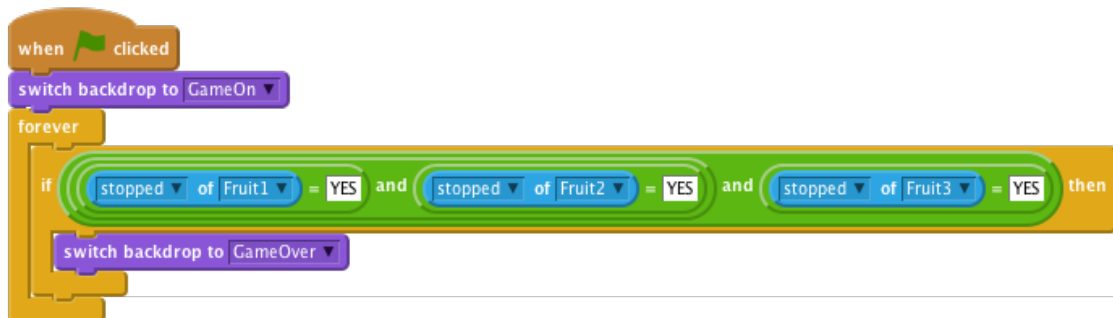 when clicked
switch backdrop to GameOn
forever
if stopped of Fruit1 = YES and stopped of Fruit2 = YES and stopped of Fruit3 = YES then
switch backdrop to GameOver